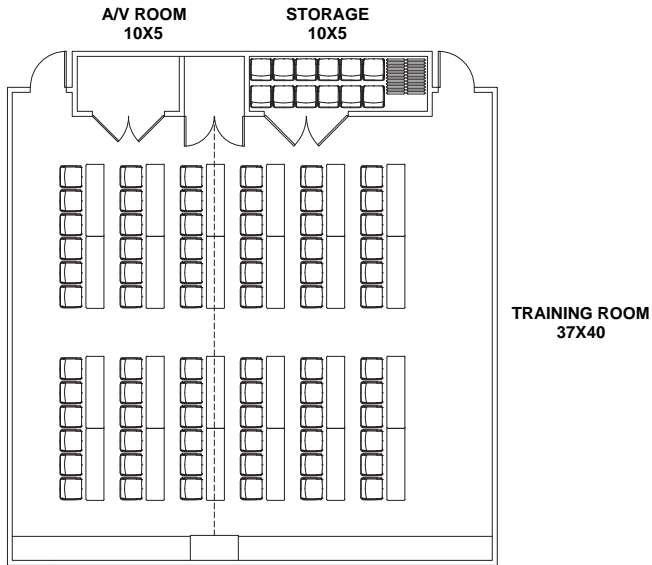 A/V ROOM
10X5
STORAGE
10X5
TRAINING ROOM
37X40